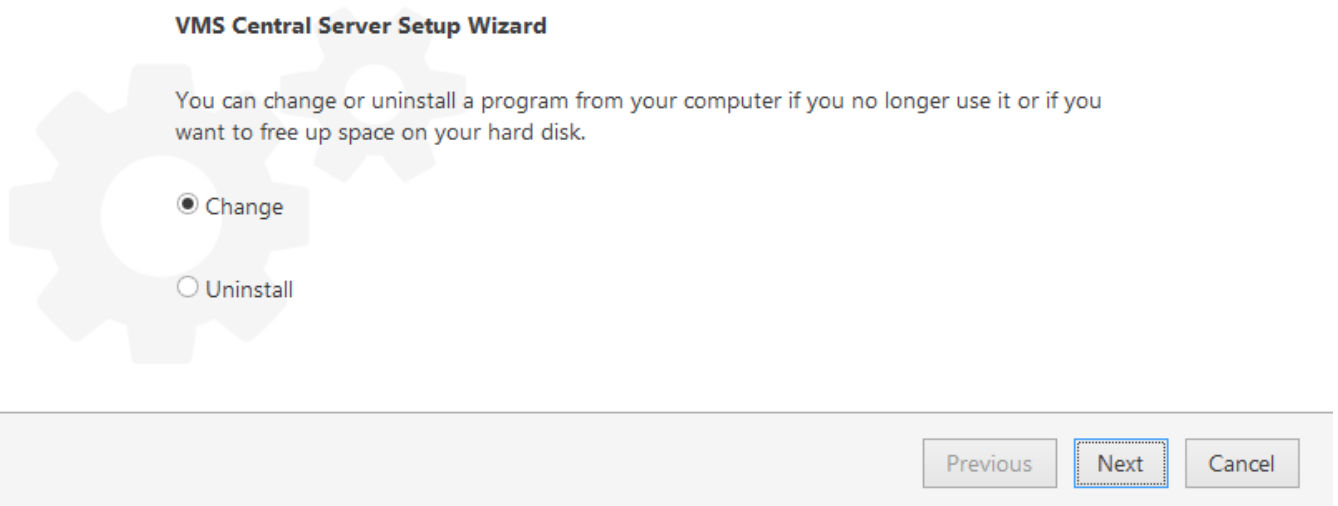 VMS Central Server Setup Wizard
You can change or uninstall a program from your computer if you no longer use it or if you
want to free up space on your hard disk.
Change
Uninstall
Previous Next Cancel